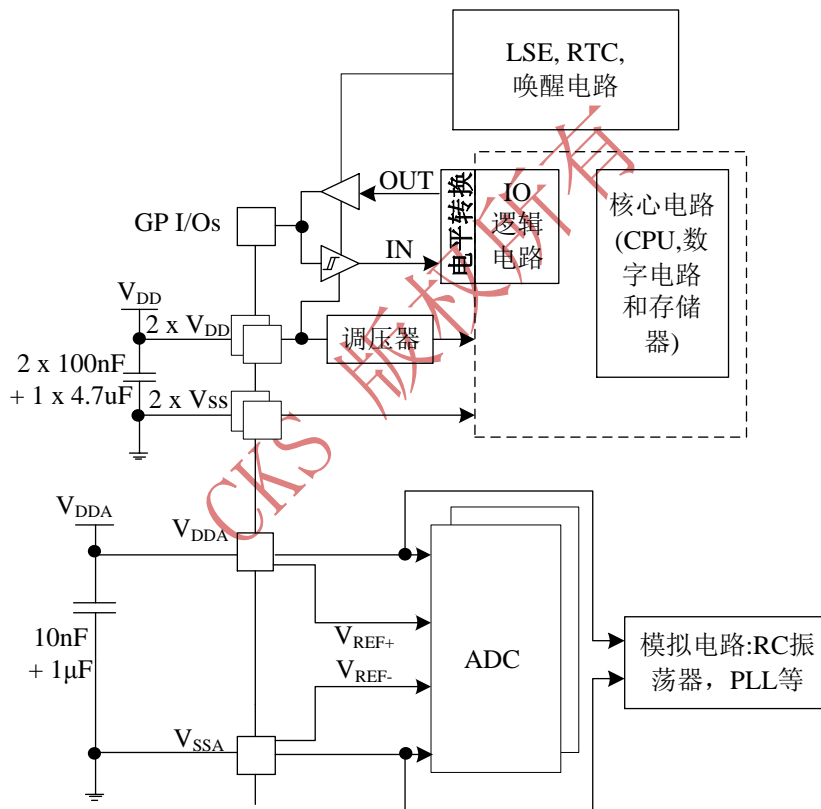 LSE, RTC,
唤醒电路
OUT
电平转换
IO
逻辑
电路
核心电路
(CPU,数
字电路
和存储
器)
GP I/Os
IN
VDD
2 x VDD
调压器
2 x 100nF
+ 1 x 4.7uF
2 x VSS
CKS 版权所有
VDDA
VDDA
10nF
+ 1μF
VREF+
VREF-
ADC
模拟电路:RC振
荡器，PLL等
VSSA